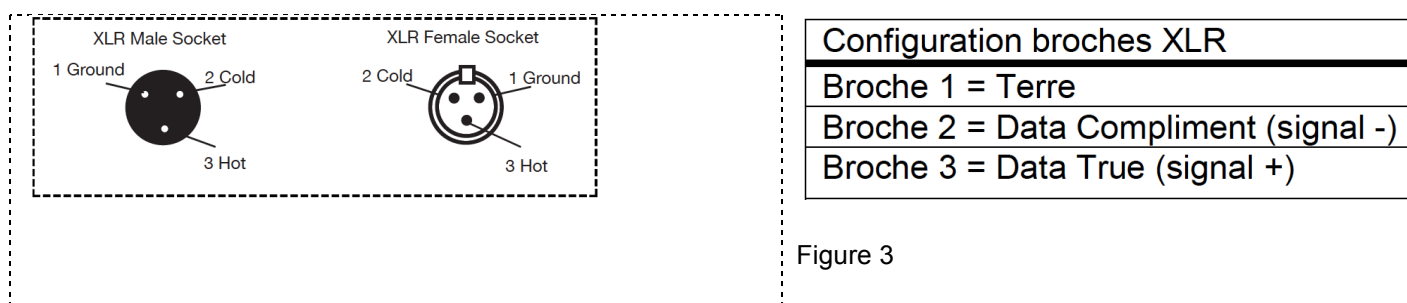 XLR Male Socket
1 Ground
2 Cold
3 Hot
XLR Female Socket
2 Cold
1 Ground
3 Hot
Configuration broches XLR
Broche 1 = Terre
Broche 2 = Data Compliment (signal -)
Broche 3 = Data True (signal +)
Figure 3